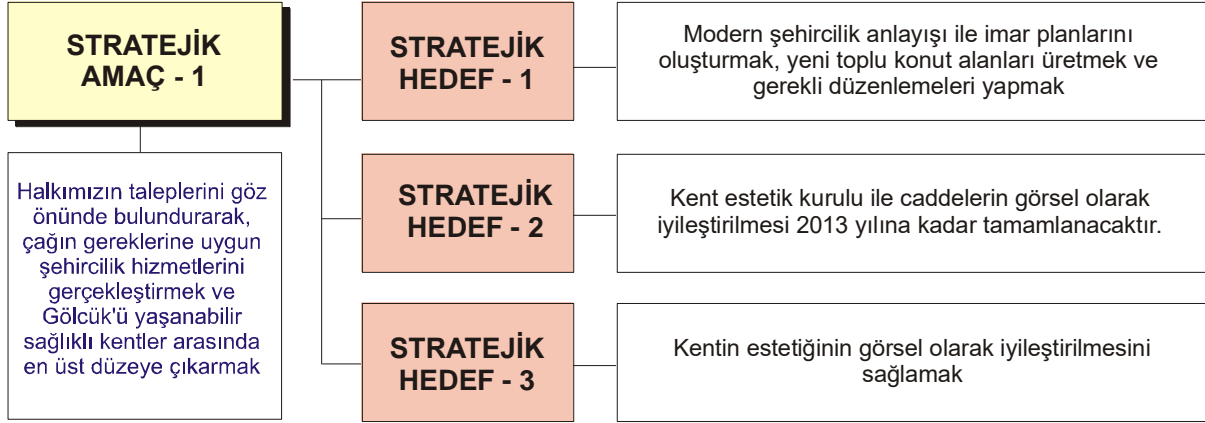 STRATEJİK
AMAÇ - 1
Halkımızın taleplerini göz
önünde bulundurarak,
çağın gereklerine uygun
şehircilik hizmetlerini
gerçekleştirmek ve
Gölcük'ü yaşanabilir
sağlıklı kentler arasında
en üst düzeye çıkarmak
STRATEJİK
HEDEF - 1
Modern şehircilik anlayışı ile imar planlarını
oluşturmak, yeni toplu konut alanları üretmek ve
gerekli düzenlemeleri yapmak
STRATEJİK
HEDEF - 2
Kent estetik kurulu ile caddelerin görsel olarak
iyileştirilmesi 2013 yılına kadar tamamlanacaktır.
STRATEJİK
HEDEF - 3
Kentin estetiğinin görsel olarak iyileştirilmesini
sağlamak